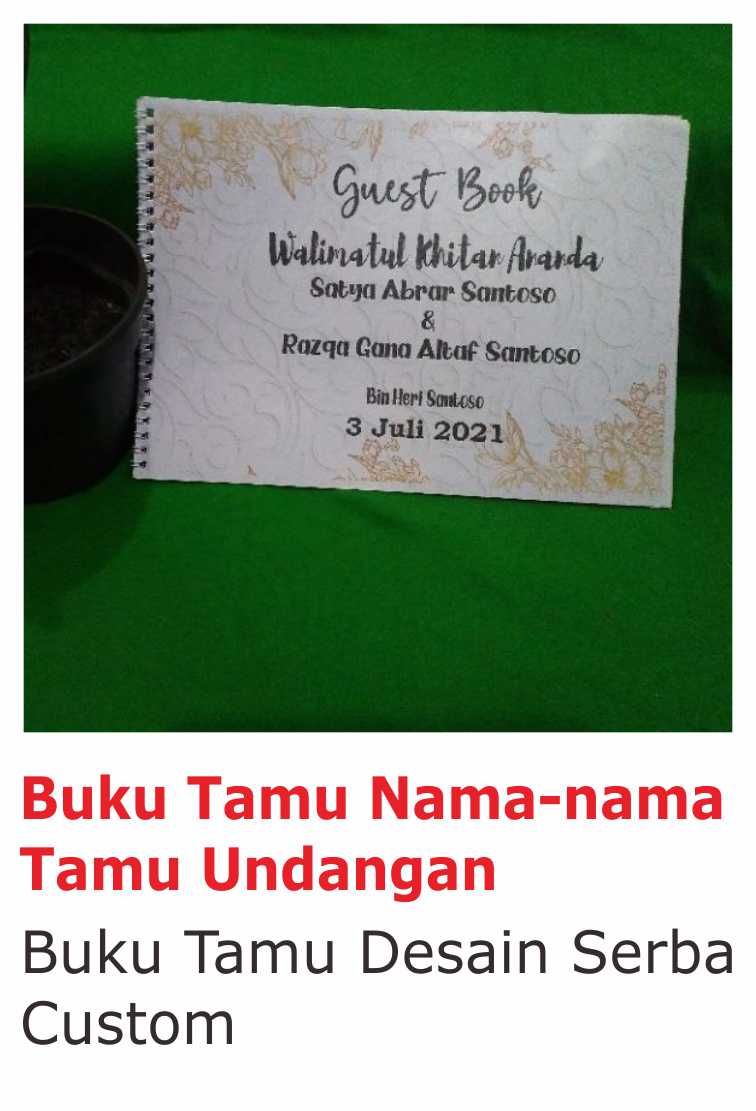 Guest Book
Walimatul Khitan Ananda
Satya Abrar Santoso
&
Razqa Gana Altaf Santoso
Bin Heri Santoso
3 Juli 2021
Buku Tamu Nama-nama
Tamu Undangan
Buku Tamu Desain Serba
Custom